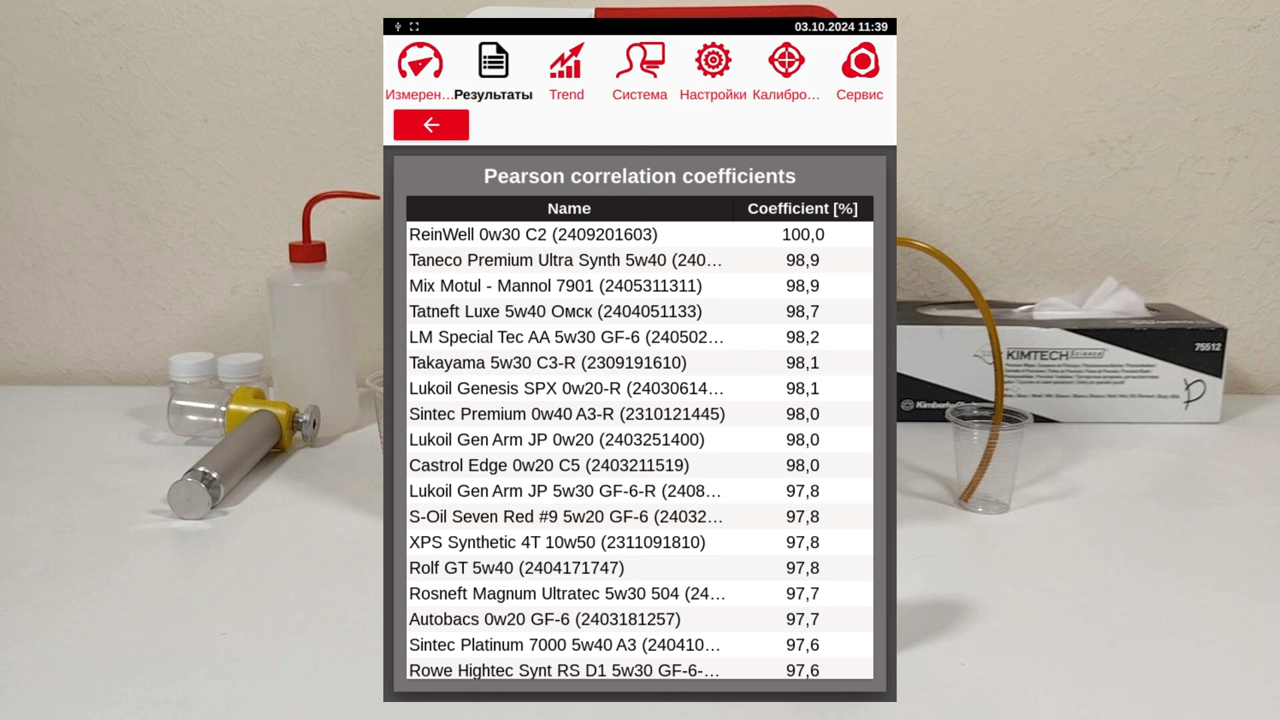 03.10.2024 11:39
Измерен... Результаты Trend Система Настройки Калибро... Сервис
Pearson correlation coefficients
Name Coefficient [%]
ReinWell 0w30 C2 (2409201603) 100,0
Taneco Premium Ultra Synth 5w40 (240... 98,9
Mix Motul - Mannol 7901 (2405311311) 98,9
Tatneft Luxe 5w40 Омск (2404051133) 98,7
LM Special Tec AA 5w30 GF-6 (240502... 98,2
Takayama 5w30 C3-R (2309191610) 98,1
Lukoil Genesis SPX 0w20-R (24030614... 98,1
Sintec Premium 0w40 A3-R (2310121445) 98,0
Lukoil Gen Arm JP 0w20 (2403251400) 98,0
Castrol Edge 0w20 C5 (2403211519) 98,0
Lukoil Gen Arm JP 5w30 GF-6-R (2408... 97,8
S-Oil Seven Red #9 5w20 GF-6 (24032... 97,8
XPS Synthetic 4T 10w50 (2311091810) 97,8
Rolf GT 5w40 (2404171747) 97,8
Rosneft Magnum Ultratec 5w30 504 (24... 97,7
Autobacs 0w20 GF-6 (2403181257) 97,7
Sintec Platinum 7000 5w40 A3 (240410... 97,6
Rowe Hightec Synt RS D1 5w30 GF-6-... 97,6
75512
KIMTECH Science